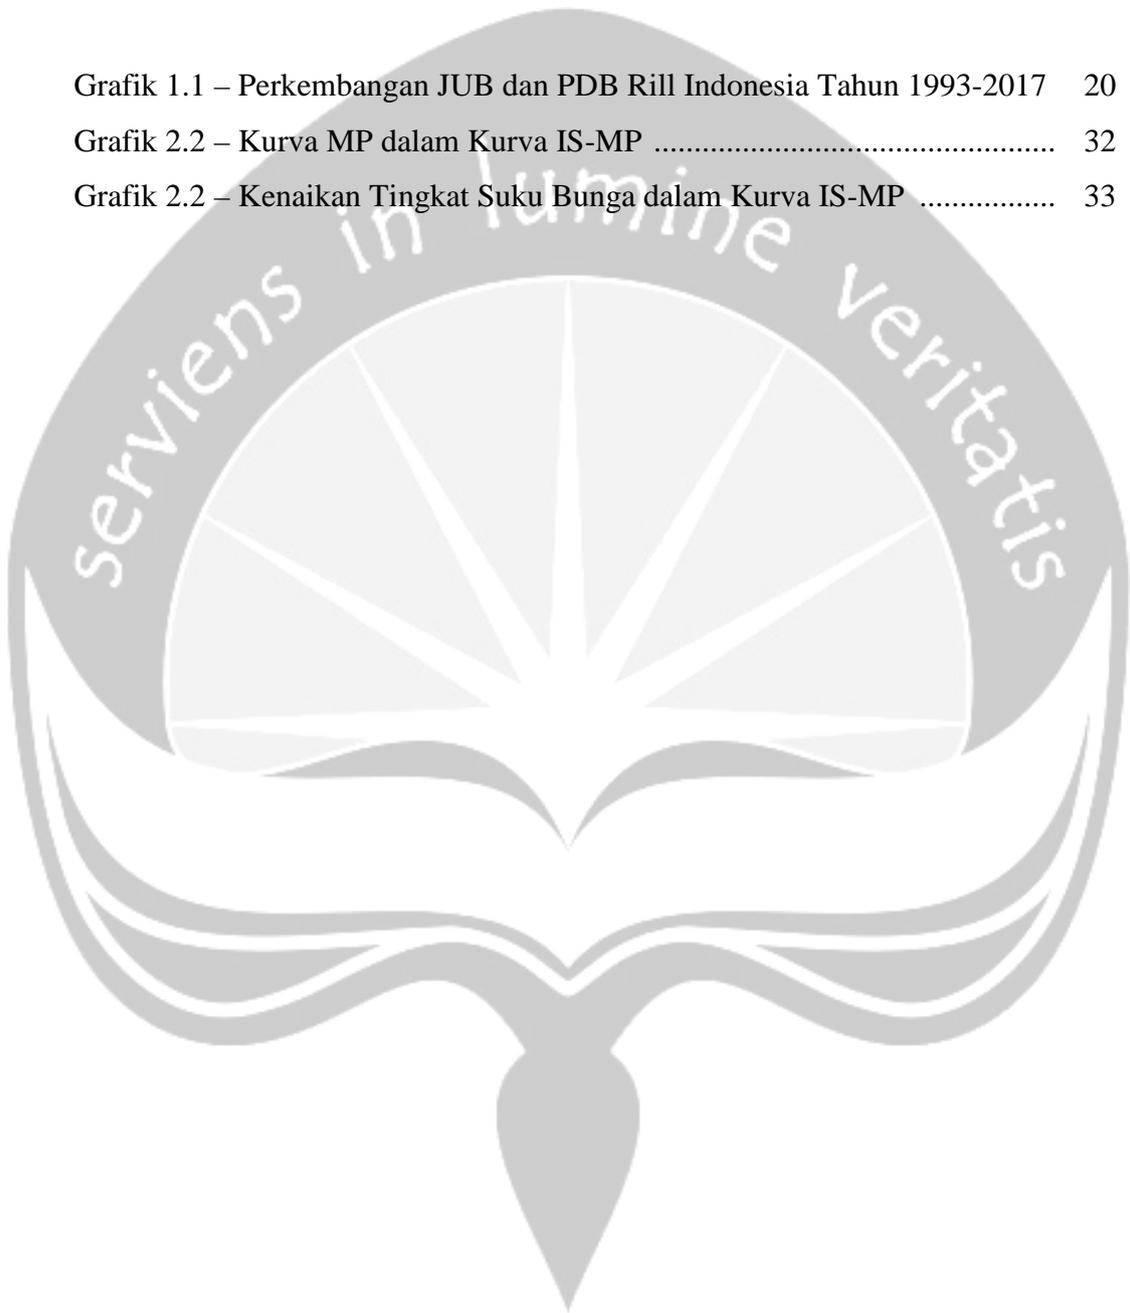 Grafik 1.1 – Perkembangan JUB dan PDB Rill Indonesia Tahun 1993-2017 20
Grafik 2.2 – Kurva MP dalam Kurva IS-MP ................................................ 32
Grafik 2.2 – Kenaikan Tingkat Suku Bunga dalam Kurva IS-MP ................ 33
serviens in lumine veritatis